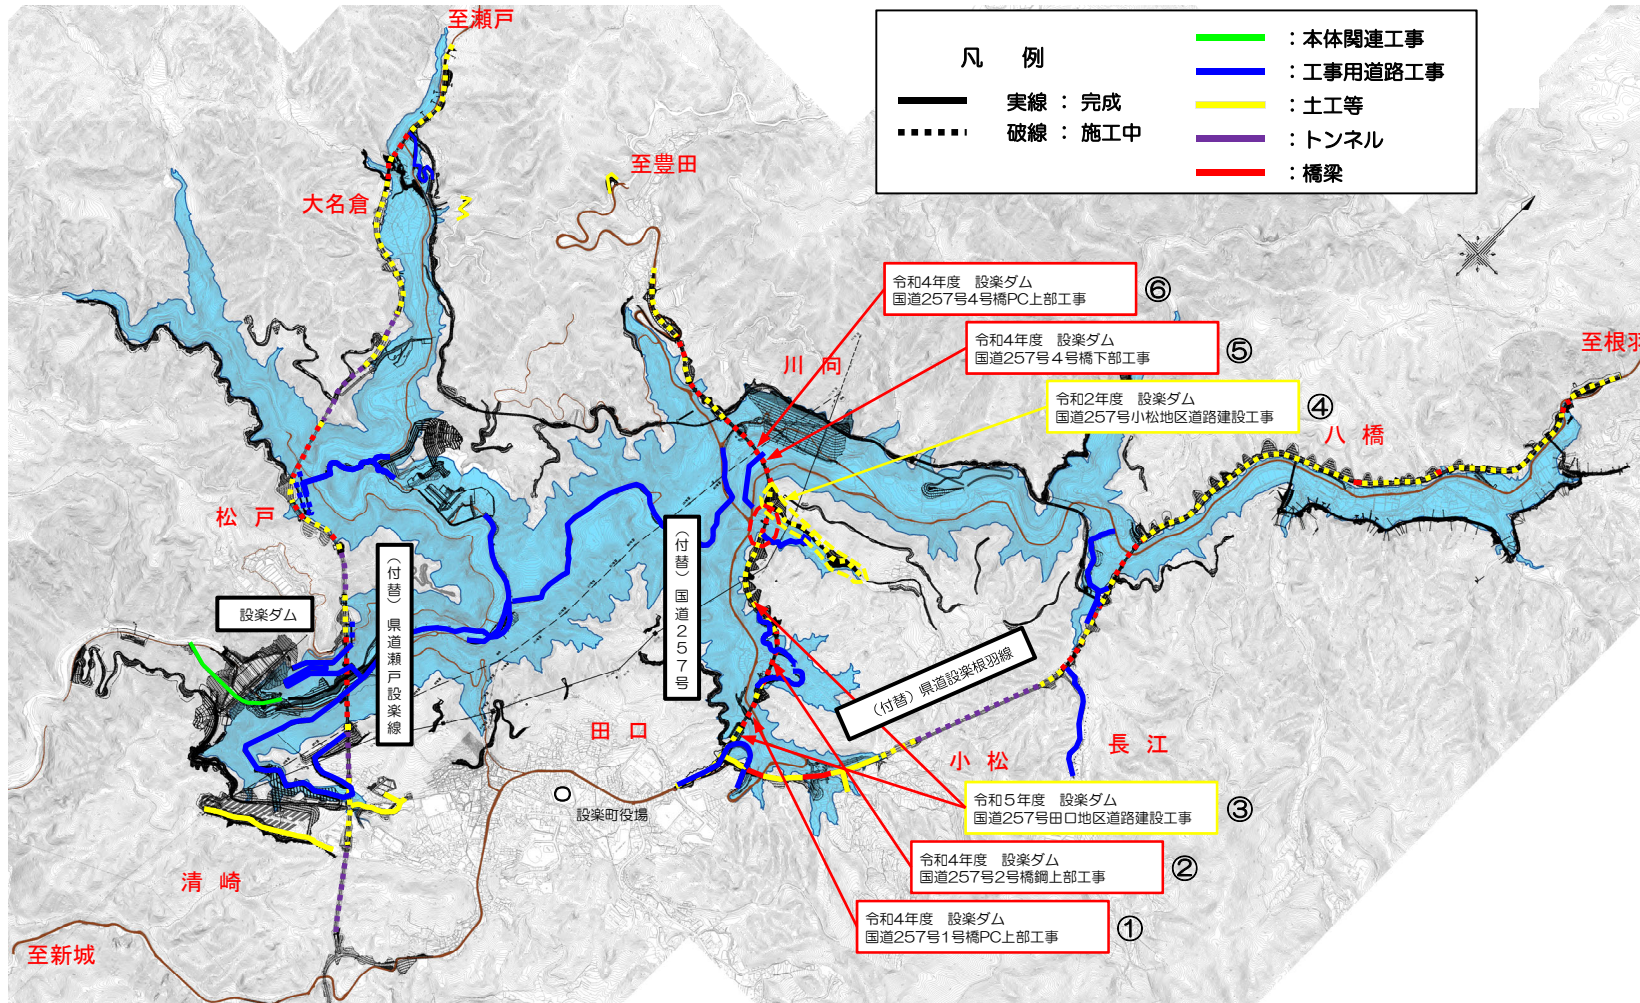 至瀬戸
凡 例
実線 : 完成
破線 : 施工中
:本体関連工事
:工事用道路工事
:土工等
:トンネル
:橋梁
至豊田
大名倉
令和4年度 設楽ダム
国道257号4号橋PC上部工事
⑥
令和4年度 設楽ダム
国道257号4号橋下部工事
⑤
川 向
至根羽
令和2年度 設楽ダム
国道257号小松地区道路建設工事
④
八 橋
松 戸
(付替)国道257号
(付替)県道瀬戸設楽線
設楽ダム
(付替)県道設楽根羽線
田 口
小 松
長 江
設楽町役場
令和5年度 設楽ダム
国道257号田口地区道路建設工事
③
令和4年度 設楽ダム
国道257号2号橋鋼上部工事
②
清 崎
令和4年度 設楽ダム
国道257号1号橋PC上部工事
①
至新城